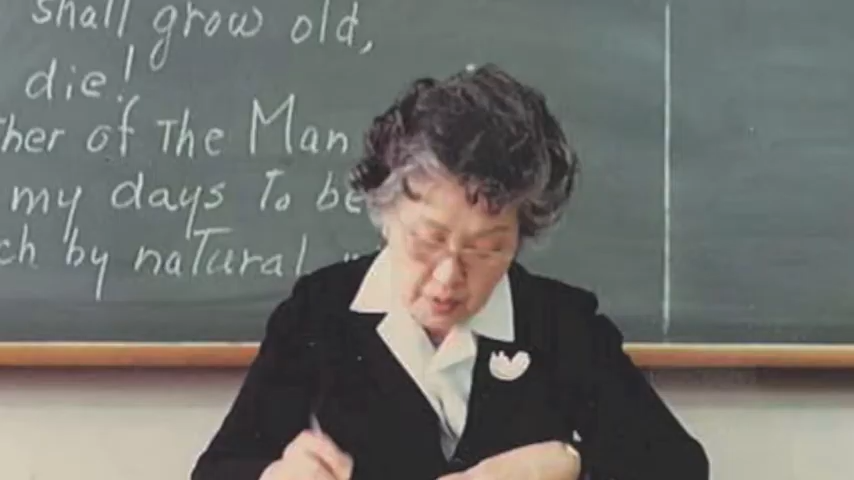 shall grow old,
die!
ther of The Man
my days To be
ch by natural